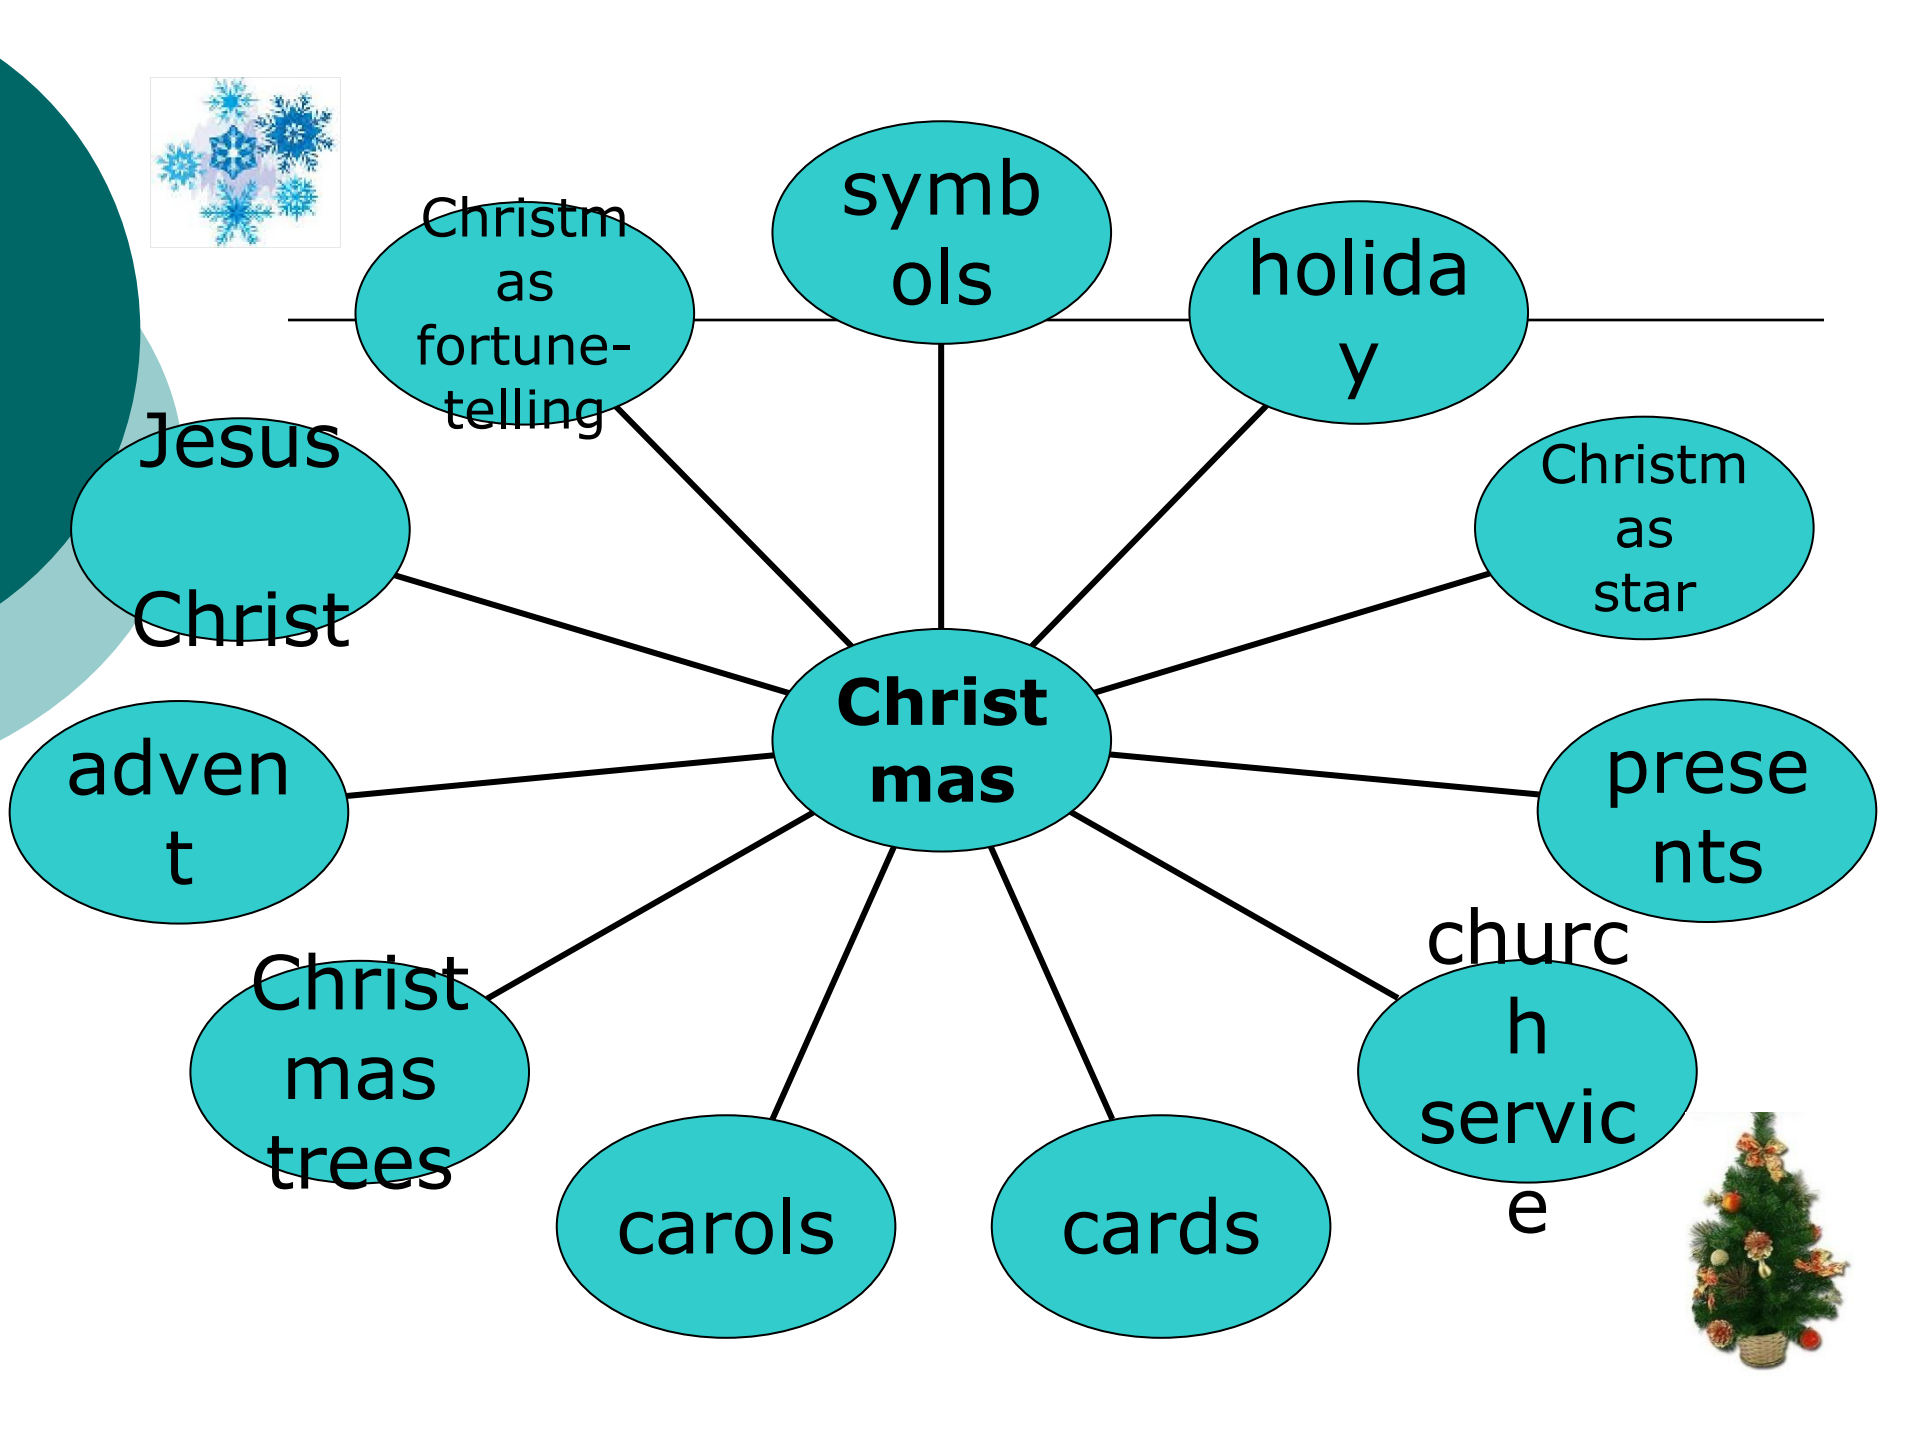 symb
ols
holida
y
Christm
as
star
prese
nts
churc
h
servic
e
cards
carols
Christ
mas
trees
adven
t
Jesus
Christ
Christm
as
fortune-
telling
Christ
mas